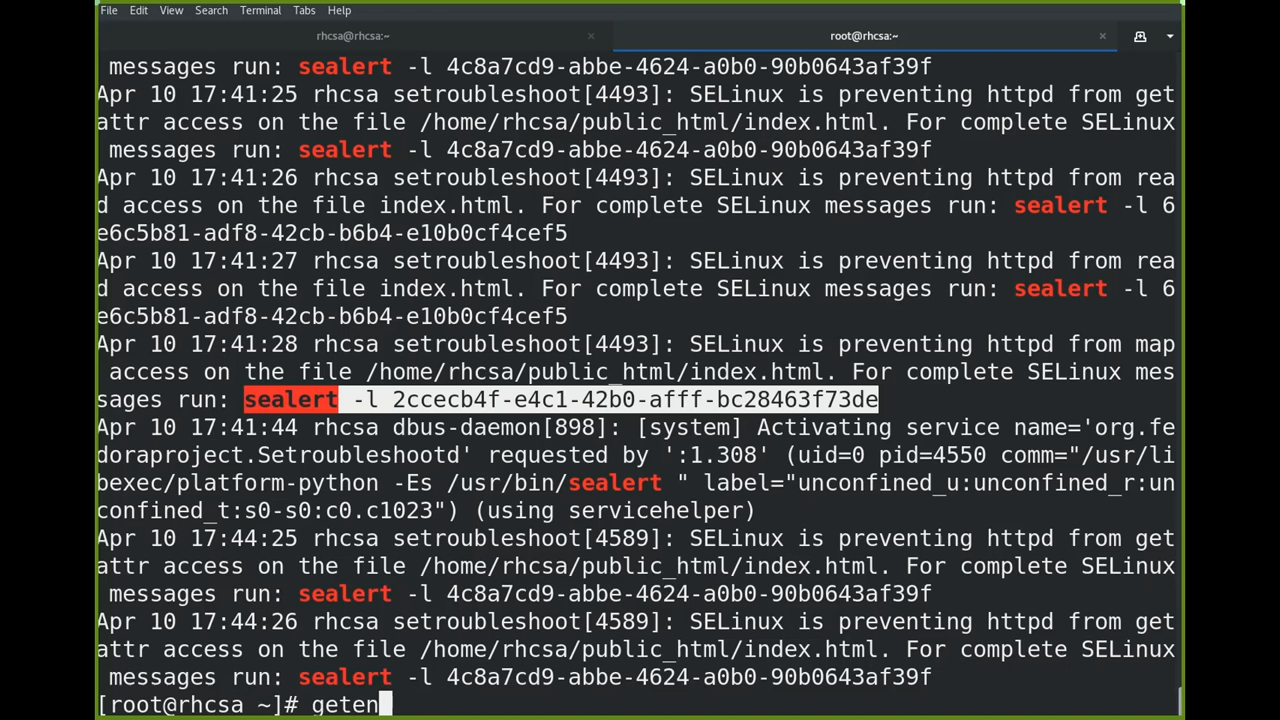 File Edit View Search Terminal Tabs Help
rhcsa@rhcsa:~ × root@rhcsa:~ ×
messages run: sealert -l 4c8a7cd9-abbe-4624-a0b0-90b0643af39f
Apr 10 17:41:25 rhcsa setroubleshoot[4493]: SELinux is preventing httpd from get
attr access on the file /home/rhcsa/public_html/index.html. For complete SELinux
messages run: sealert -l 4c8a7cd9-abbe-4624-a0b0-90b0643af39f
Apr 10 17:41:26 rhcsa setroubleshoot[4493]: SELinux is preventing httpd from rea
d access on the file index.html. For complete SELinux messages run: sealert -l 6
e6c5b81-adf8-42cb-b6b4-e10b0cf4cef5
Apr 10 17:41:27 rhcsa setroubleshoot[4493]: SELinux is preventing httpd from rea
d access on the file index.html. For complete SELinux messages run: sealert -l 6
e6c5b81-adf8-42cb-b6b4-e10b0cf4cef5
Apr 10 17:41:28 rhcsa setroubleshoot[4493]: SELinux is preventing httpd from map
access on the file /home/rhcsa/public_html/index.html. For complete SELinux mes
sages run: sealert -l 2ccecb4f-e4c1-42b0-afff-bc28463f73de
Apr 10 17:41:44 rhcsa dbus-daemon[898]: [system] Activating service name='org.fe
doraproject.Setroubleshootd' requested by ':1.308' (uid=0 pid=4550 comm="/usr/li
bexec/platform-python -Es /usr/bin/sealert " label="unconfined_u:unconfined_r:un
confined_t:s0-s0:c0.c1023") (using servicehelper)
Apr 10 17:44:25 rhcsa setroubleshoot[4589]: SELinux is preventing httpd from get
attr access on the file /home/rhcsa/public_html/index.html. For complete SELinux
messages run: sealert -l 4c8a7cd9-abbe-4624-a0b0-90b0643af39f
Apr 10 17:44:26 rhcsa setroubleshoot[4589]: SELinux is preventing httpd from get
attr access on the file /home/rhcsa/public_html/index.html. For complete SELinux
messages run: sealert -l 4c8a7cd9-abbe-4624-a0b0-90b0643af39f
[root@rhcsa ~]# geten